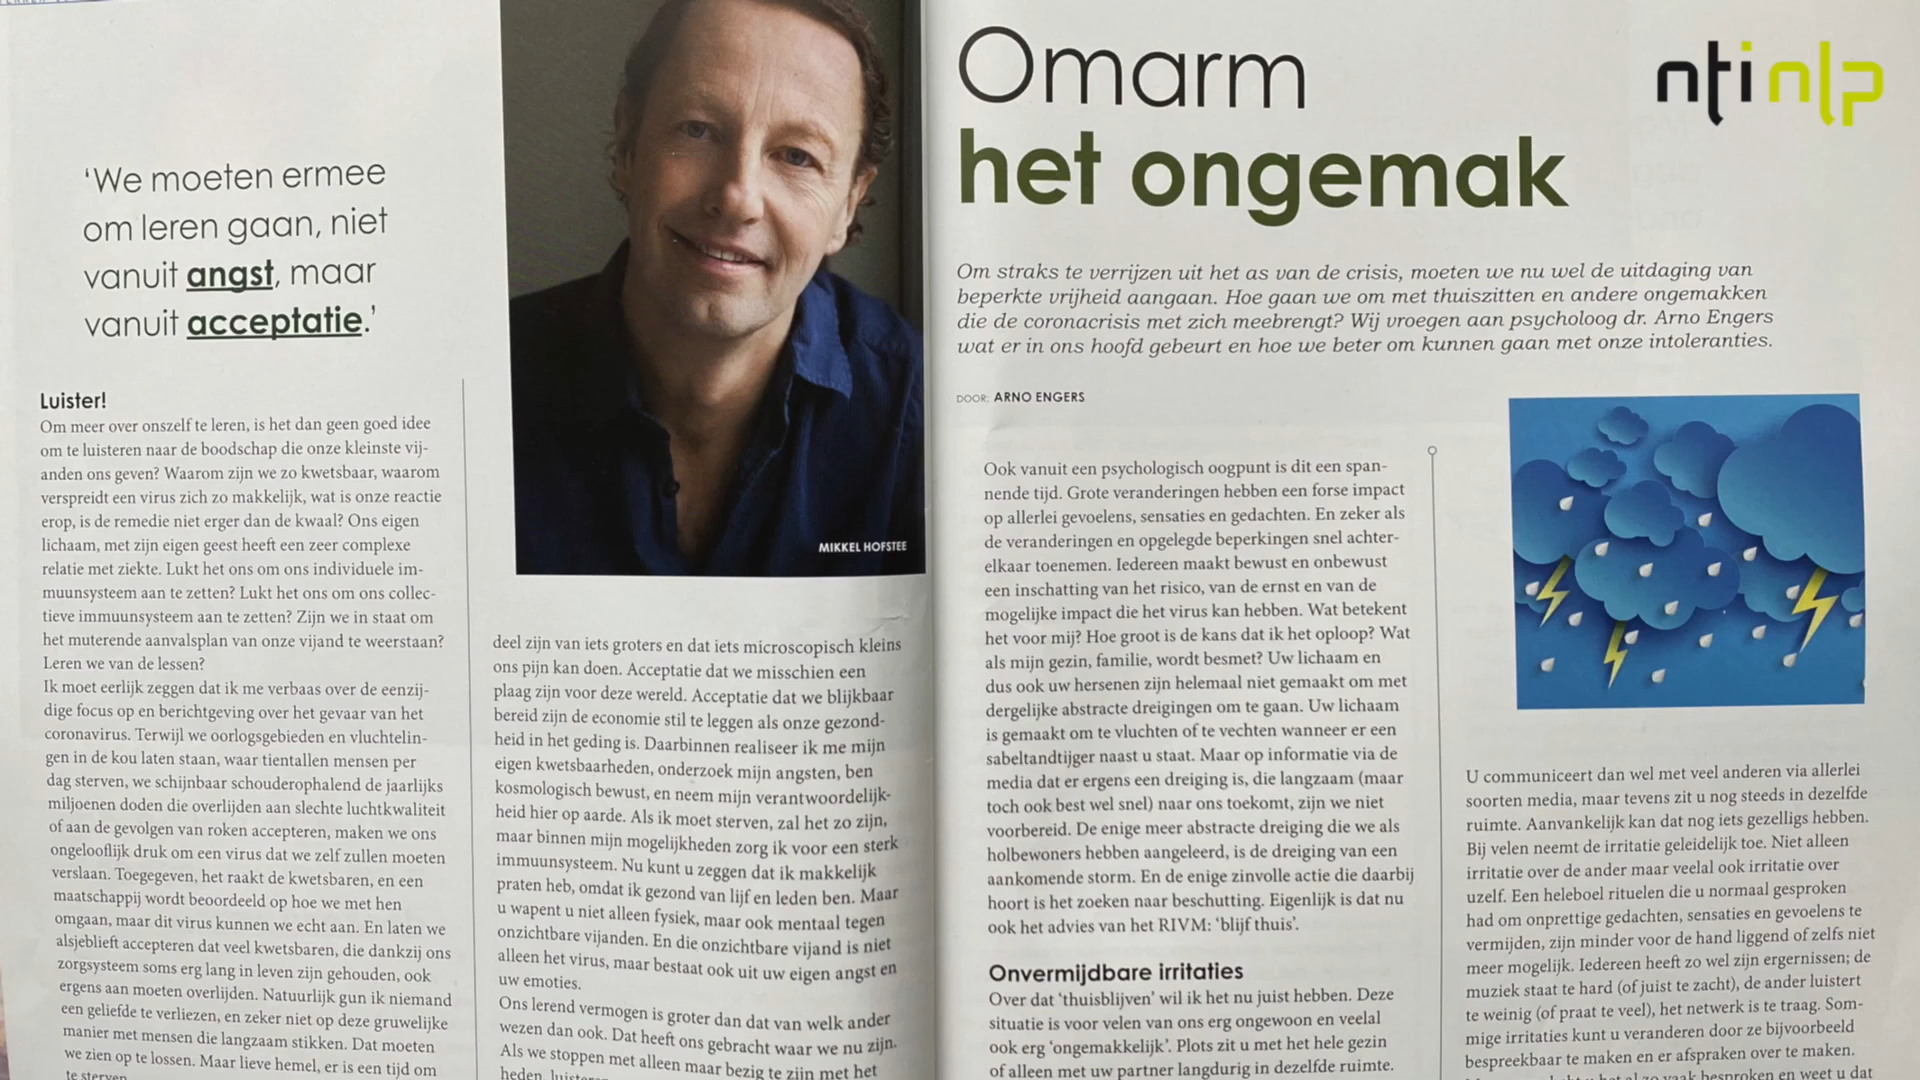 'We moeten ermee
om leren gaan, niet
vanuit angst, maar
vanuit acceptatie.'
Luister!
Om meer over onszelf te leren, is het dan geen goed idee
om te luisteren naar de boodschap die onze kleinste vij-
anden ons geven? Waarom zijn we zo kwetsbaar, waarom
verspreidt een virus zich zo makkelijk, wat is onze reactie
erop, is de remedie niet erger dan de kwaal? Ons eigen
lichaam, met zijn eigen geest heeft een zeer complexe
relatie met ziekte. Lukt het ons om ons individuele im-
muunsysteem aan te zetten? Lukt het ons om ons collec-
tieve immuunsysteem aan te zetten? Zijn we in staat om
het muterende aanvalsplan van onze vijand te weerstaan?
Leren we van de lessen?
Ik moet eerlijk zeggen dat ik me verbaas over de eenzij-
dige focus op en berichtgeving over het gevaar van het
coronavirus. Terwijl we oorlogsgebieden en vluchtelin-
gen in de kou laten staan, waar tientallen mensen per
dag sterven, we schijnbaar schouderophalend de jaarlijks
miljoenen doden die overlijden aan slechte luchtkwaliteit
of aan de gevolgen van roken accepteren, maken we ons
ongelooflijk druk om een virus dat we zelf zullen moeten
verslaan. Toegegeven, het raakt de kwetsbaren, en een
maatschappij wordt beoordeeld op hoe we met hen
omgaan, maar dit virus kunnen we echt aan. En laten we
alsjeblieft accepteren dat veel kwetsbaren, die dankzij ons
zorgsysteem soms erg lang in leven zijn gehouden, ook
ergens aan moeten overlijden. Natuurlijk gun ik niemand
een geliefde te verliezen, en zeker niet op deze gruwelijke
manier met mensen die langzaam stikken. Dat moeten
we zien op te lossen. Maar lieve hemel, er is een tijd om
te sterven
MIKKEL HOFSTEE
deel zijn van iets groters en dat iets microscopisch kleins
ons pijn kan doen. Acceptatie dat we misschien een
plaag zijn voor deze wereld. Acceptatie dat we blijkbaar
bereid zijn de economie stil te leggen als onze gezond-
heid in het geding is. Daarbinnen realiseer ik me mijn
eigen kwetsbaarheden, onderzoek mijn angsten, ben
kosmologisch bewust, en neem mijn verantwoordelijk-
heid hier op aarde. Als ik moet sterven, zal het zo zijn,
maar binnen mijn mogelijkheden zorg ik voor een sterk
immuunsysteem. Nu kunt u zeggen dat ik makkelijk
praten heb, omdat ik gezond van lijf en leden ben. Maar
u wapent u niet alleen fysiek, maar ook mentaal tegen
onzichtbare vijanden. En die onzichtbare vijand is niet
alleen het virus, maar bestaat ook uit uw eigen angst en
uw emoties.
Ons lerend vermogen is groter dan dat van welk ander
wezen dan ook. Dat heeft ons gebracht waar we nu zijn.
Als we stoppen met alleen maar bezig te zijn met het
heden,
Omarm
het ongemak
nti nlp
Om straks te verrijzen uit het as van de crisis, moeten we nu wel de uitdaging van
beperkte vrijheid aangaan. Hoe gaan we om met thuiszitten en andere ongemakken
die de coronacrisis met zich meebrengt? Wij vroegen aan psycholoog dr. Arno Engers
wat er in ons hoofd gebeurt en hoe we beter om kunnen gaan met onze intoleranties.
DOOR: ARNO ENGERS
Ook vanuit een psychologisch oogpunt is dit een span-
nende tijd. Grote veranderingen hebben een forse impact
op allerlei gevoelens, sensaties en gedachten. En zeker als
de veranderingen en opgelegde beperkingen snel achter-
elkaar toenemen. Iedereen maakt bewust en onbewust
een inschatting van het risico, van de ernst en van de
mogelijke impact die het virus kan hebben. Wat betekent
het voor mij? Hoe groot is de kans dat ik het oploop? Wat
als mijn gezin, familie, wordt besmet? Uw lichaam en
dus ook uw hersenen zijn helemaal niet gemaakt om met
dergelijke abstracte dreigingen om te gaan. Uw lichaam
is gemaakt om te vluchten of te vechten wanneer er een
sabeltandtijger naast u staat. Maar op informatie via de
media dat er ergens een dreiging is, die langzaam (maar
toch ook best wel snel) naar ons toekomt, zijn we niet
voorbereid. De enige meer abstracte dreiging die we als
holbewoners hebben aangeleerd, is de dreiging van een
aankomende storm. En de enige zinvolle actie die daarbij
hoort is het zoeken naar beschutting. Eigenlijk is dat nu
ook het advies van het RIVM: 'blijf thuis'.
Onvermijdbare irritaties
Over dat 'thuisblijven' wil ik het nu juist hebben. Deze
situatie is voor velen van ons erg ongewoon en veelal
ook erg 'ongemakkelijk'. Plots zit u met het hele gezin
of alleen met uw partner langdurig in dezelfde ruimte.
U communiceert dan wel met veel anderen via allerlei
soorten media, maar tevens zit u nog steeds in dezelfde
ruimte. Aanvankelijk kan dat nog iets gezelligs hebben.
Bij velen neemt de irritatie geleidelijk toe. Niet alleen
irritatie over de ander maar veelal ook irritatie over
uzelf. Een heleboel rituelen die u normaal gesproken
had om onprettige gedachten, sensaties en gevoelens te
vermijden, zijn minder voor de hand liggend of zelfs niet
meer mogelijk. Iedereen heeft zo wel zijn ergernissen; de
muziek staat te hard (of juist te zacht), de ander luistert
te weinig (of praat te veel), het netwerk is te traag. Som-
mige irritaties kunt u veranderen door ze bijvoorbeeld
bespreekbaar te maken en er afspraken over te maken.
vaak besproken en weet u dat